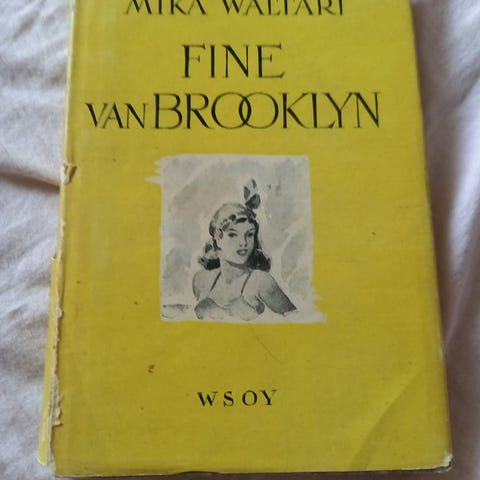 MIKA WALTARI
FINE
VAN BROOKLYN
WSOY